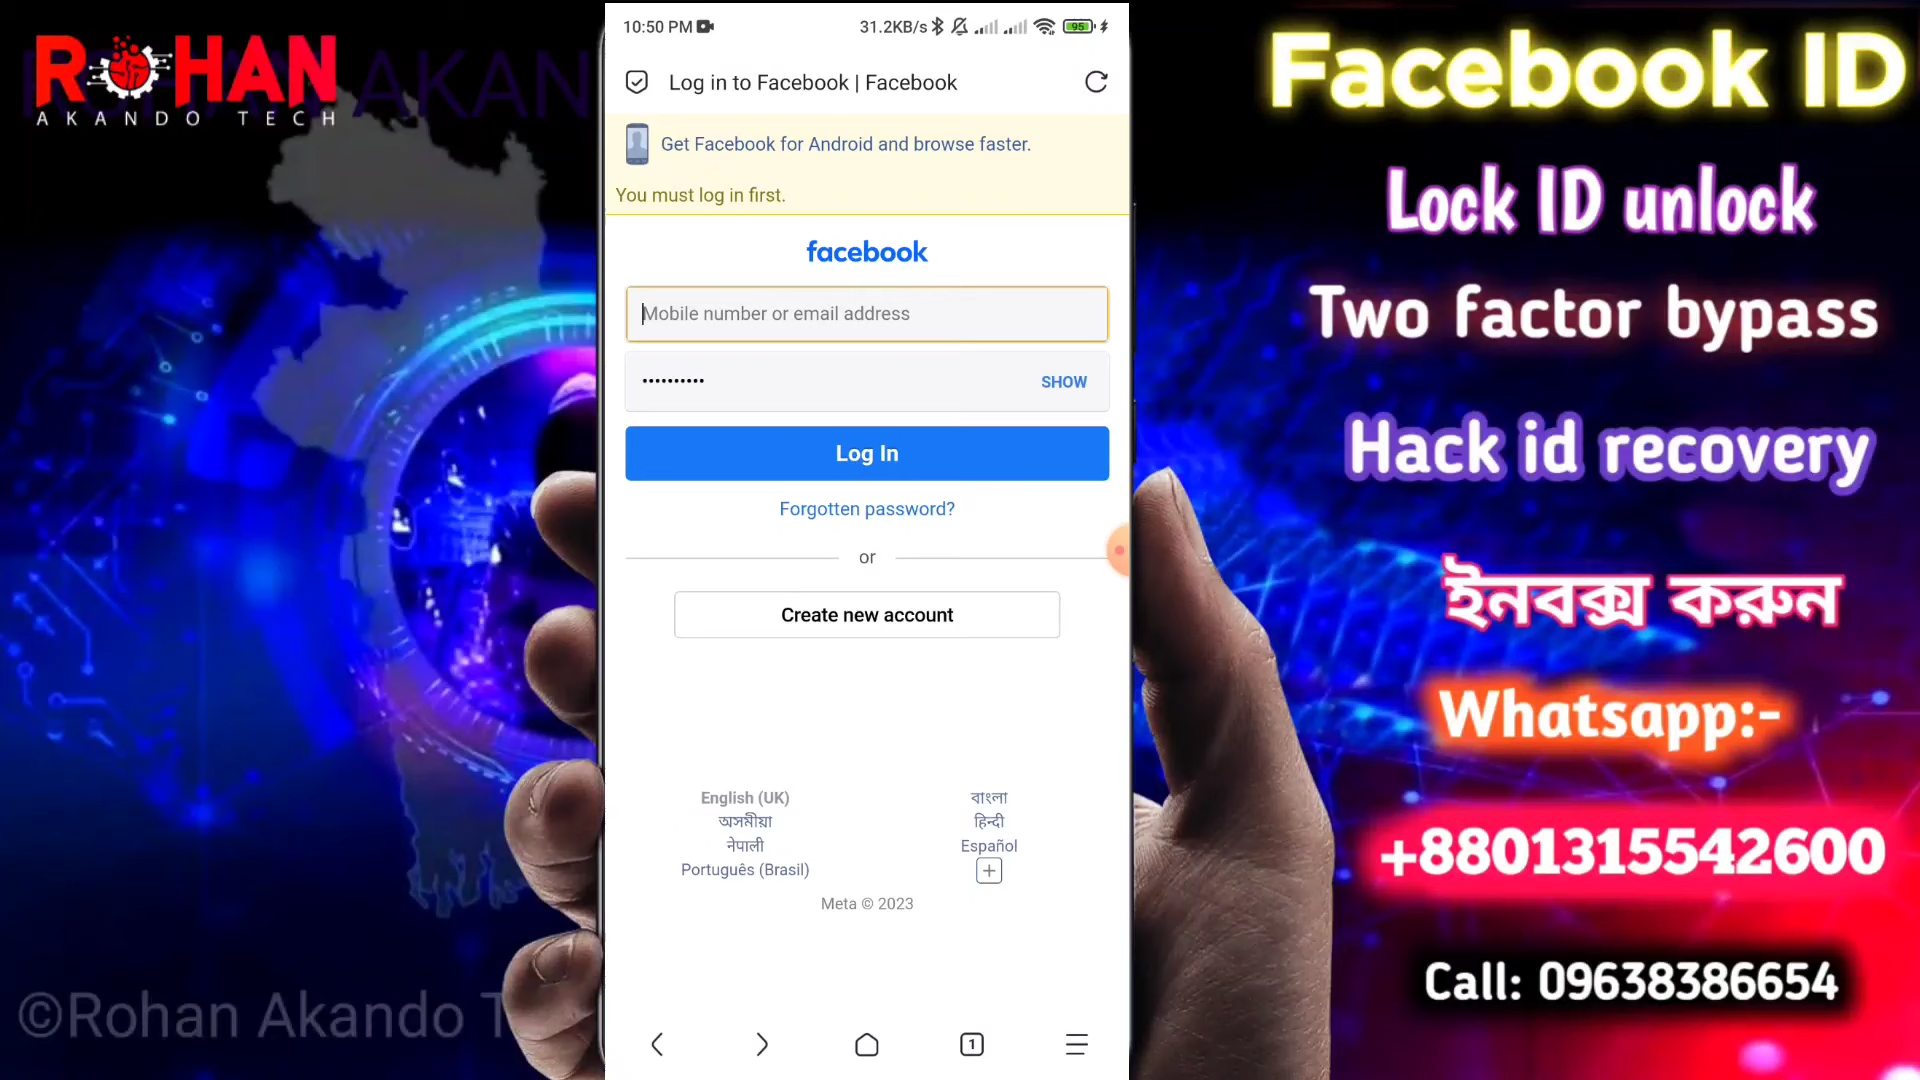 ROHAN
AKANDO TECH
10:50 PM
31.2KB/s
95
Log in to Facebook | Facebook
Get Facebook for Android and browse faster.
You must log in first.
facebook
Mobile number or email address
••••••••••
SHOW
Log In
Forgotten password?
or
Create new account
English (UK)
বাংলা
অসমীয়া
हिन्दी
नेपाली
Español
Português (Brasil)
Meta © 2023
1
Facebook ID
Lock ID unlock
Two factor bypass
Hack id recovery
ইনবক্স করুন
Whatsapp:-
+8801315542600
Call: 09638386654
©Rohan Akando T